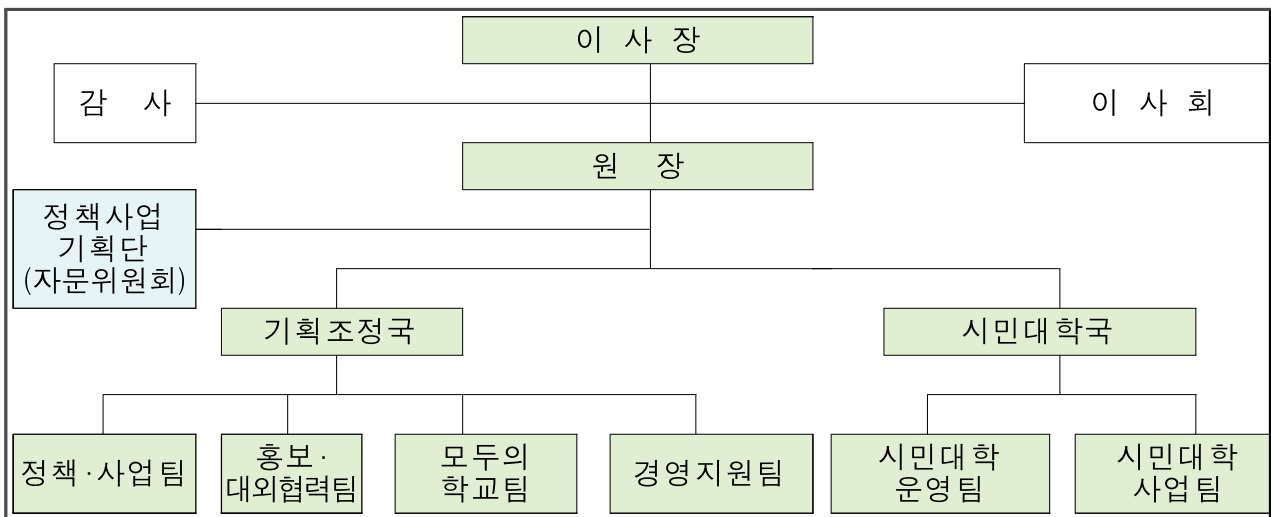 이 사 장
감 사
이 사 회
원 장
정책사업
기획단
(자문위원회)
기획조정국
시민대학국
정책·사업팀
홍보·
대외협력팀
모두의
학교팀
경영지원팀
시민대학
운영팀
시민대학
사업팀